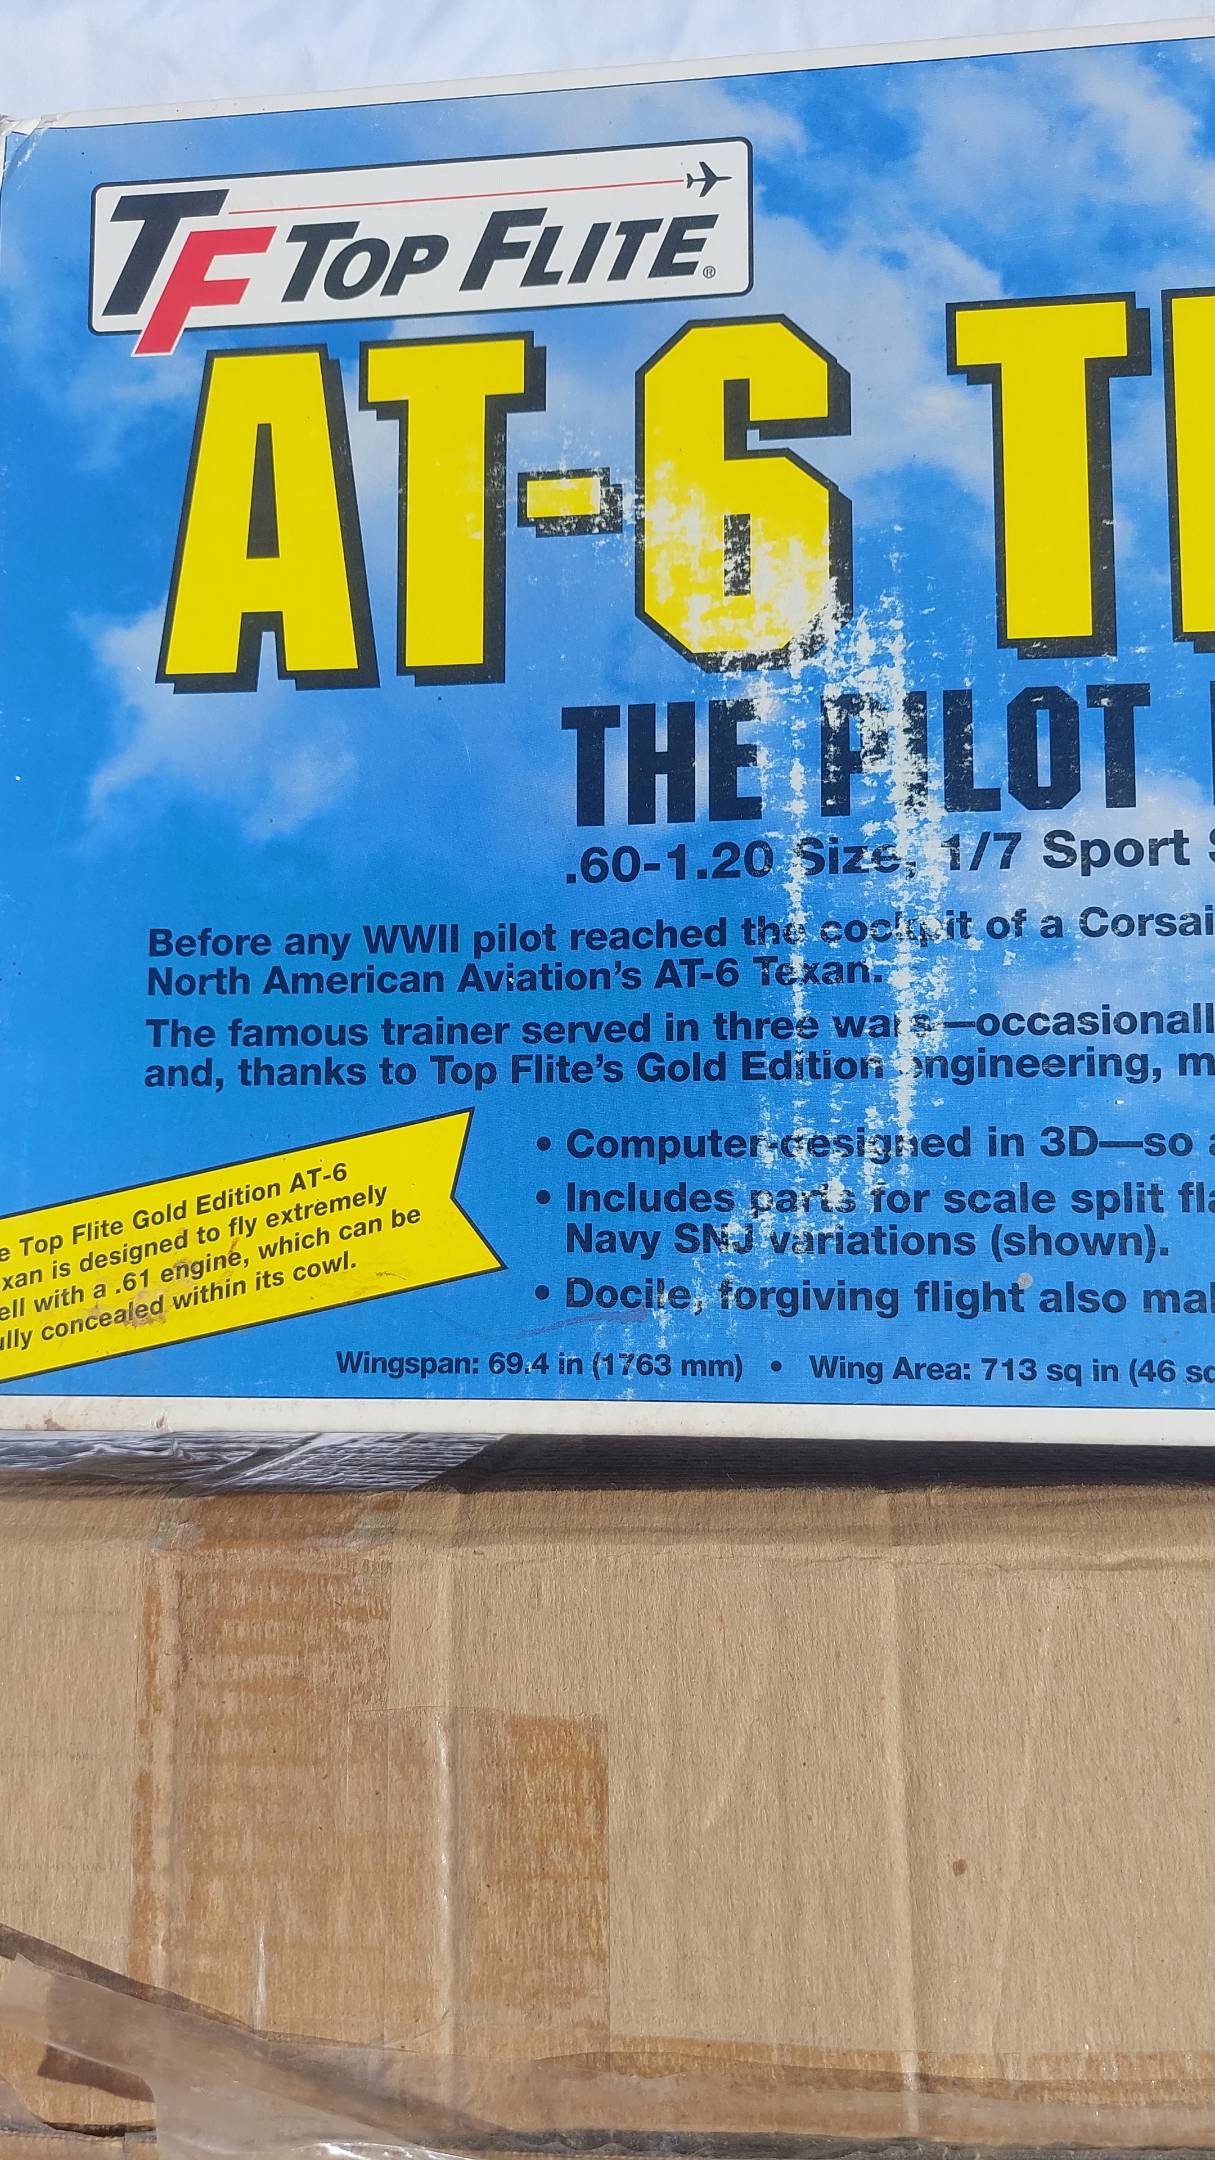 TF TOP FLITE®
AT-6 T
THE PILOT
.60-1.20 Size, 1/7 Sport
Before any WWII pilot reached the cockpit of a Corsai
North American Aviation's AT-6 Texan.
The famous trainer served in three wars—occasionall
and, thanks to Top Flite's Gold Edition engineering, m
• Computer-designed in 3D—so a
• Includes parts for scale split fla
Navy SNJ variations (shown).
• Docile, forgiving flight also mak
e Top Flite Gold Edition AT-6
xan is designed to fly extremely
ell with a .61 engine, which can be
ully concealed within its cowl.
Wingspan: 69.4 in (1763 mm) • Wing Area: 713 sq in (46 sq